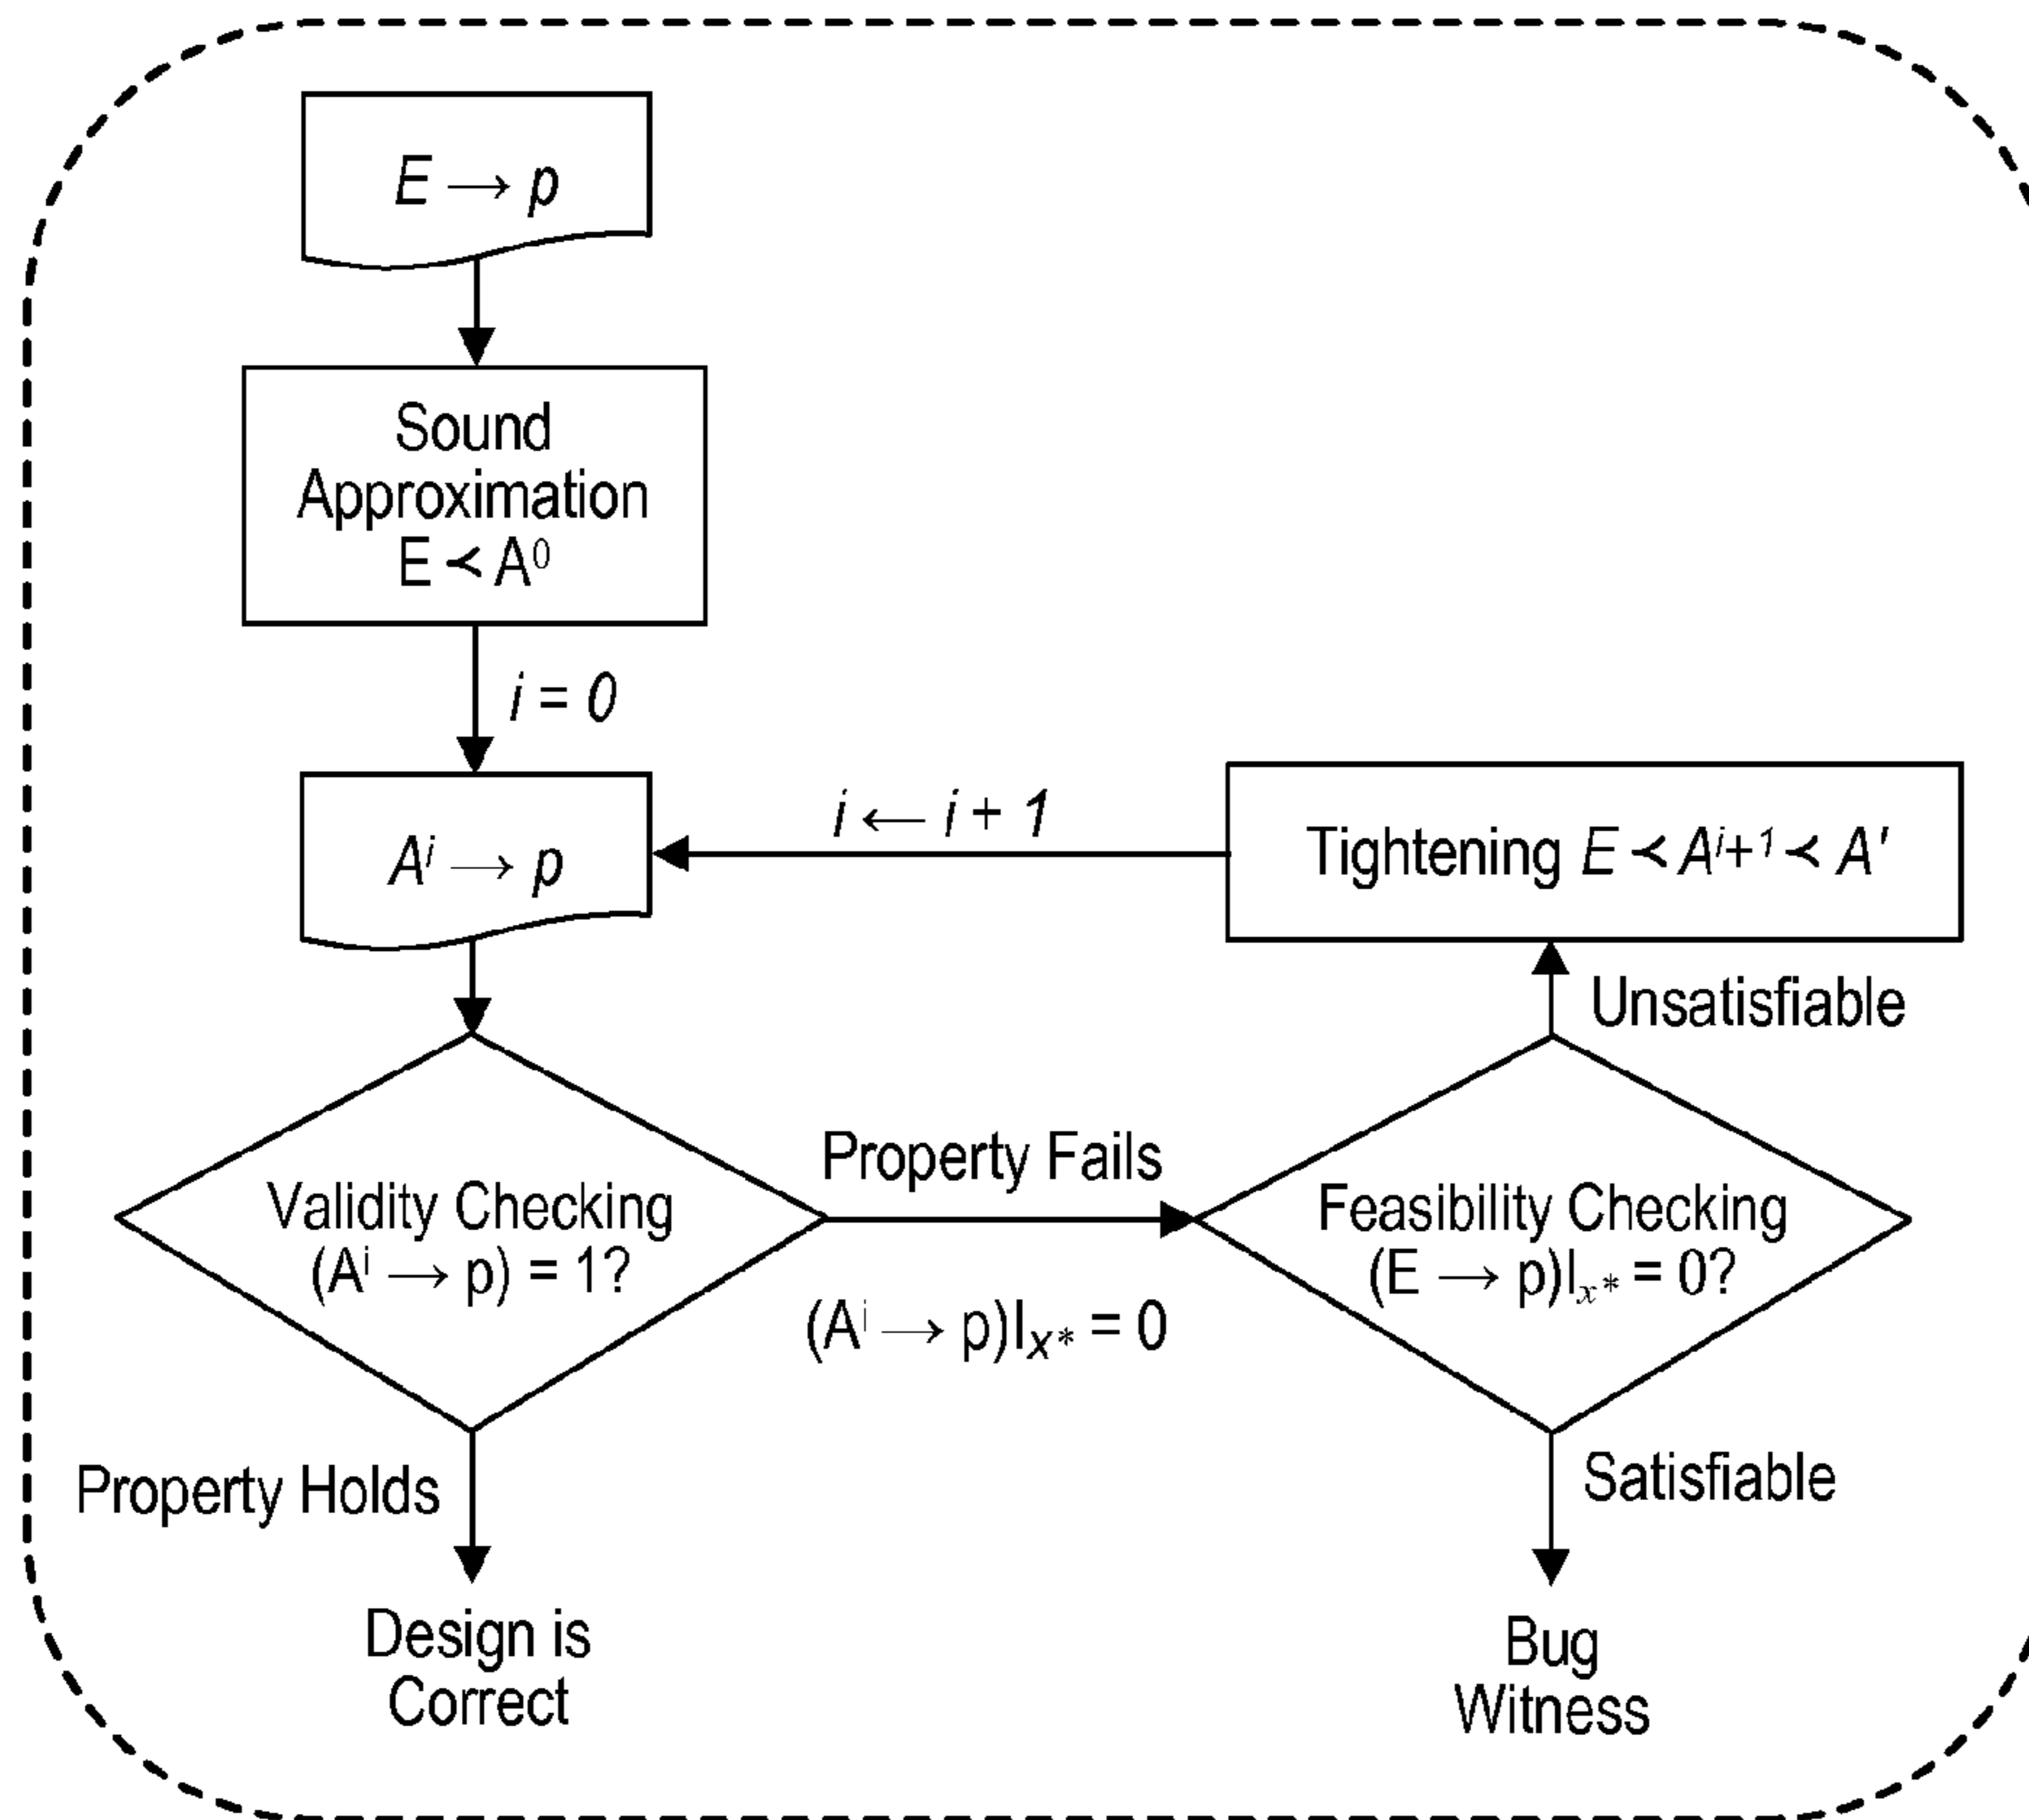 E → p
Sound
Approximation
E ≺ A⁰
i = 0
Aⁱ → p
i ← i + 1
Tightening E ≺ Aⁱ⁺¹ ≺ A'
Unsatisfiable
Validity Checking
(Aⁱ → p) = 1?
Property Fails
(Aⁱ → p)|ₓ* = 0
Feasibility Checking
(E → p)|ₓ* = 0?
Property Holds
Satisfiable
Design is
Correct
Bug
Witness